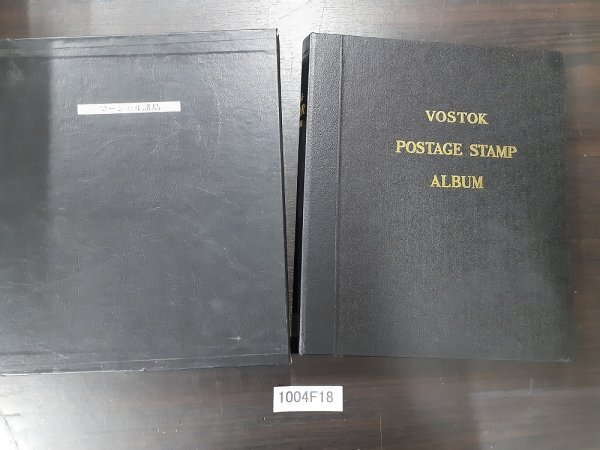 VOSTOK
POSTAGE STAMP
ALBUM
1004F18